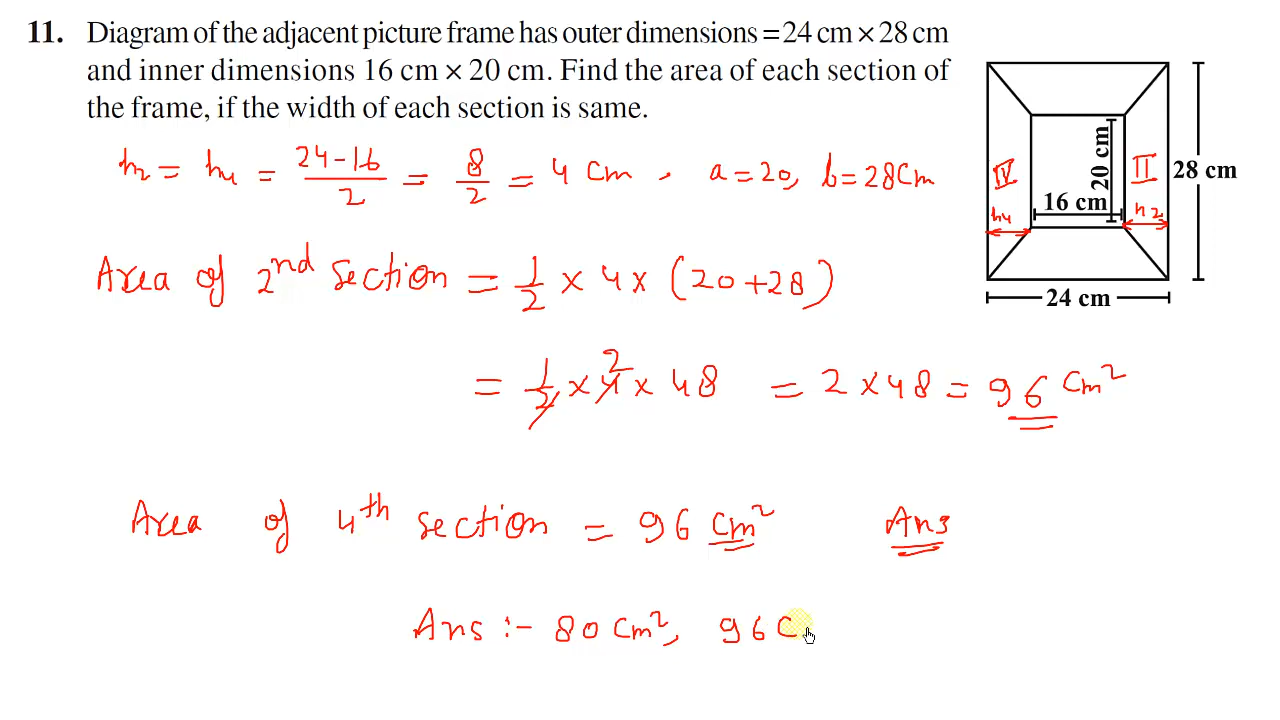 11. Diagram of the adjacent picture frame has outer dimensions = 24 cm × 28 cm
and inner dimensions 16 cm × 20 cm. Find the area of each section of
the frame, if the width of each section is same.
h2 = h4 = 24-16/2 = 8/2 = 4 cm , a=20, b=28cm
IV
II
20 cm
28 cm
16 cm
h4
h2
24 cm
Area of 2nd section = 1/2 × 4 × (20+28)
= 1/2 × 4 2 × 48 = 2 × 48 = 96 cm²
Area of 4th section = 96 cm² Ans
Ans :- 80 cm², 96 C